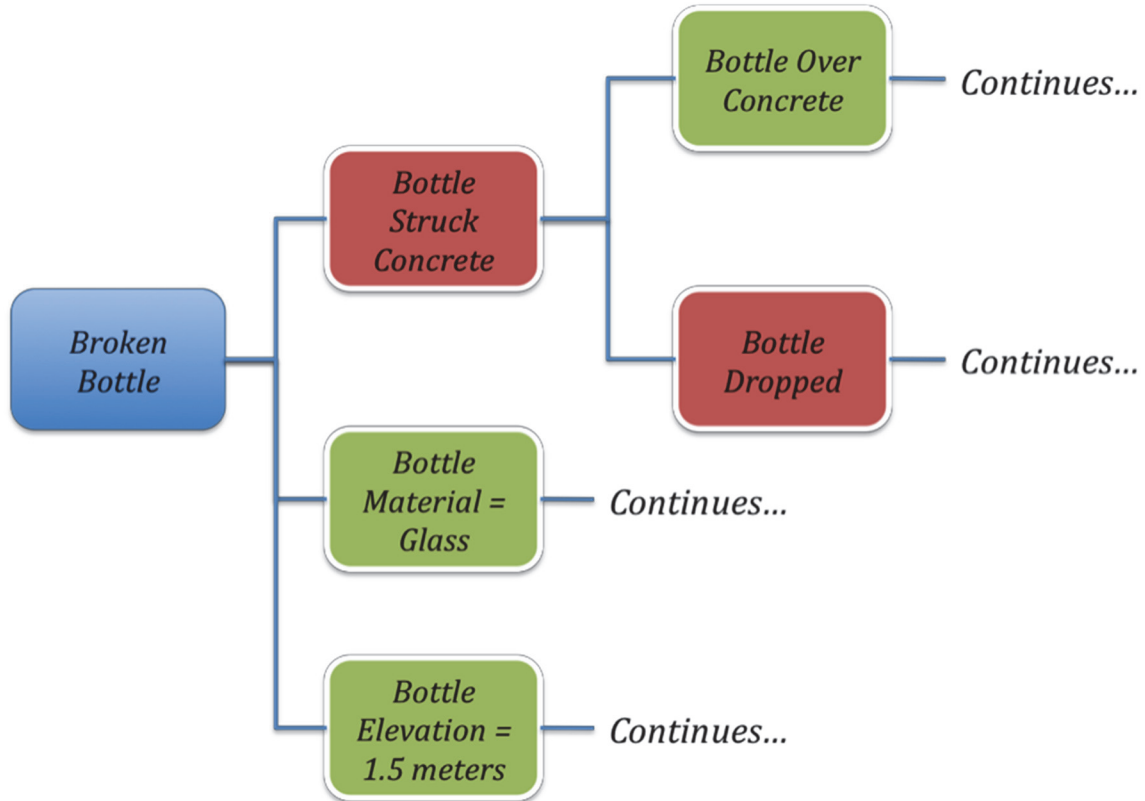 Broken
Bottle
Bottle
Struck
Concrete
Bottle Over
Concrete
Continues...
Bottle
Dropped
Continues...
Bottle
Material =
Glass
Continues...
Bottle
Elevation =
1.5 meters
Continues...